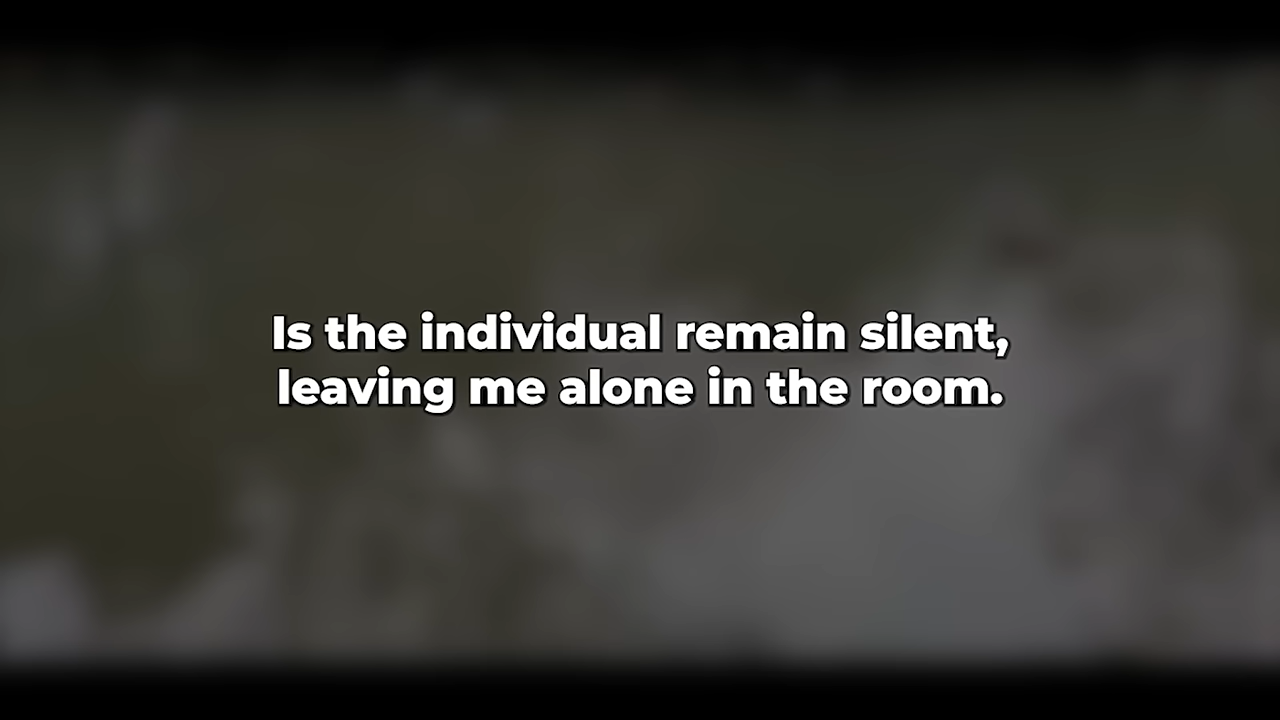 Is the individual remain silent,
leaving me alone in the room.